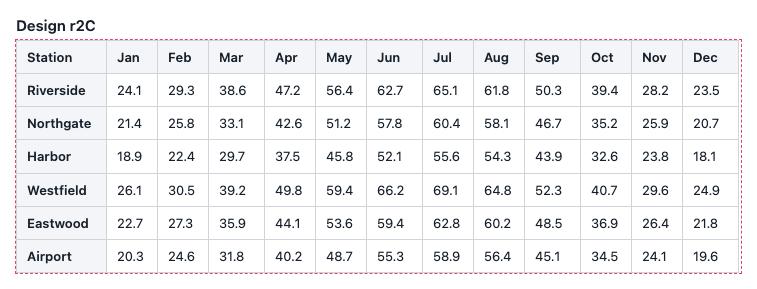 Design r2C
Station Jan Feb Mar Apr May Jun Jul Aug Sep Oct Nov Dec
Riverside 24.1 29.3 38.6 47.2 56.4 62.7 65.1 61.8 50.3 39.4 28.2 23.5
Northgate 21.4 25.8 33.1 42.6 51.2 57.8 60.4 58.1 46.7 35.2 25.9 20.7
Harbor 18.9 22.4 29.7 37.5 45.8 52.1 55.6 54.3 43.9 32.6 23.8 18.1
Westfield 26.1 30.5 39.2 49.8 59.4 66.2 69.1 64.8 52.3 40.7 29.6 24.9
Eastwood 22.7 27.3 35.9 44.1 53.6 59.4 62.8 60.2 48.5 36.9 26.4 21.8
Airport 20.3 24.6 31.8 40.2 48.7 55.3 58.9 56.4 45.1 34.5 24.1 19.6